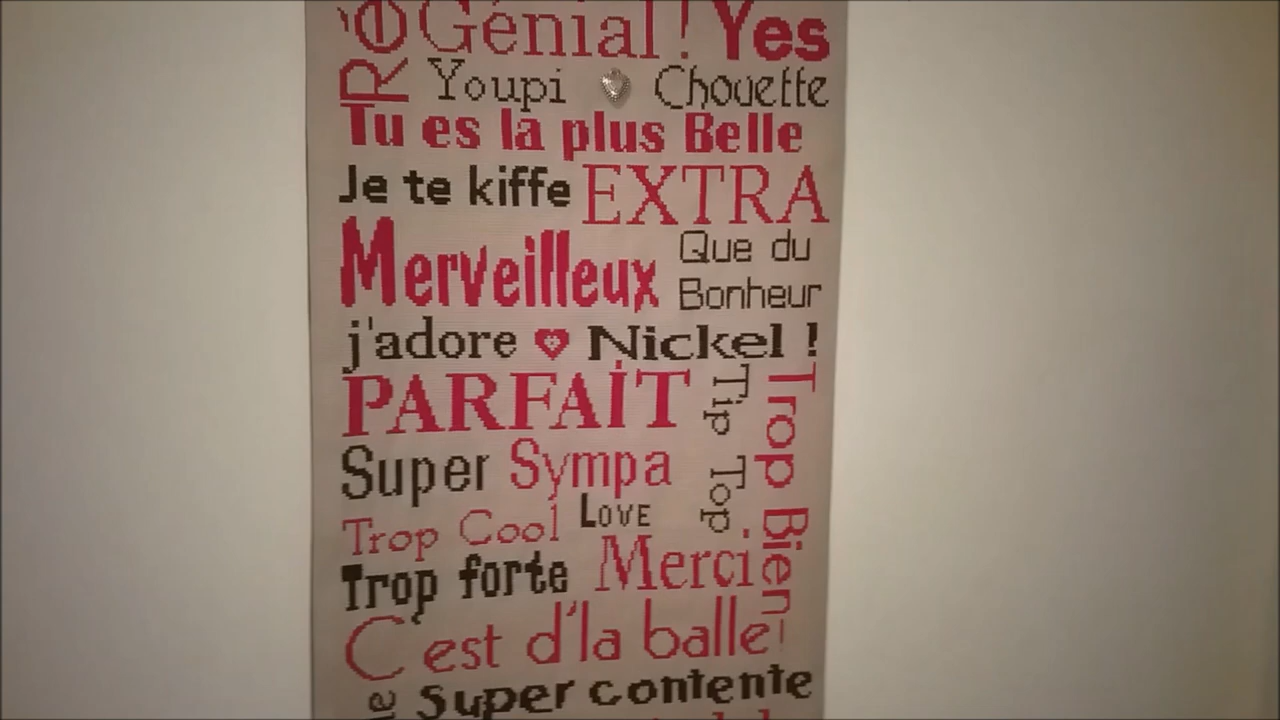 Génial ! Yes
Youpi Chouette
Tu es la plus Belle
Je te kiffe EXTRA
Merveilleux Que du
Bonheur
j'adore Nickel !
PARFAIT
Tip Top
Trop Bien
Super Sympa
Trop Cool LOVE
Trop forte Merci
C'est d'la balle
Super contente